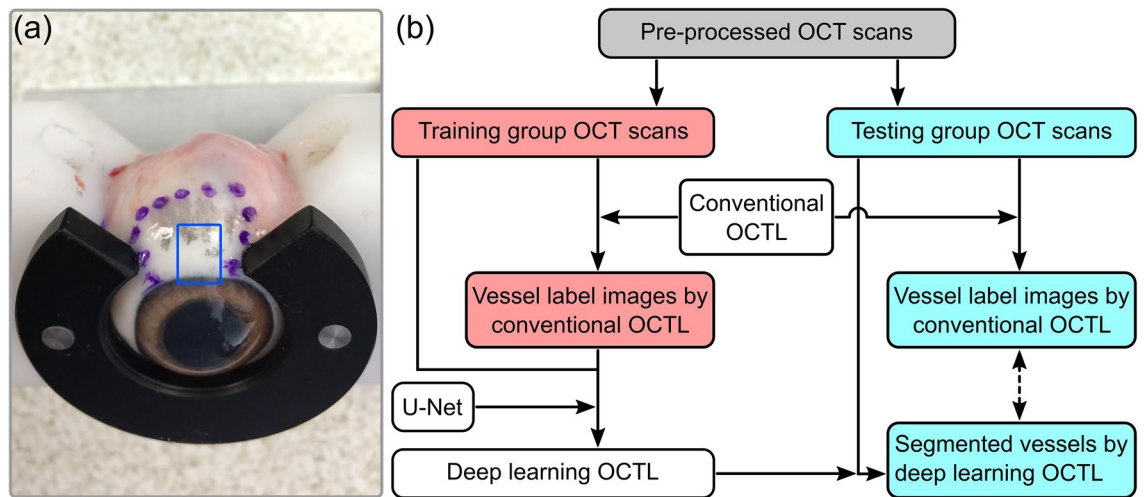 (a)
(b)
Pre-processed OCT scans
Training group OCT scans
Testing group OCT scans
Conventional
OCTL
Vessel label images by
conventional OCTL
Vessel label images by
conventional OCTL
U-Net
Deep learning OCTL
Segmented vessels by
deep learning OCTL